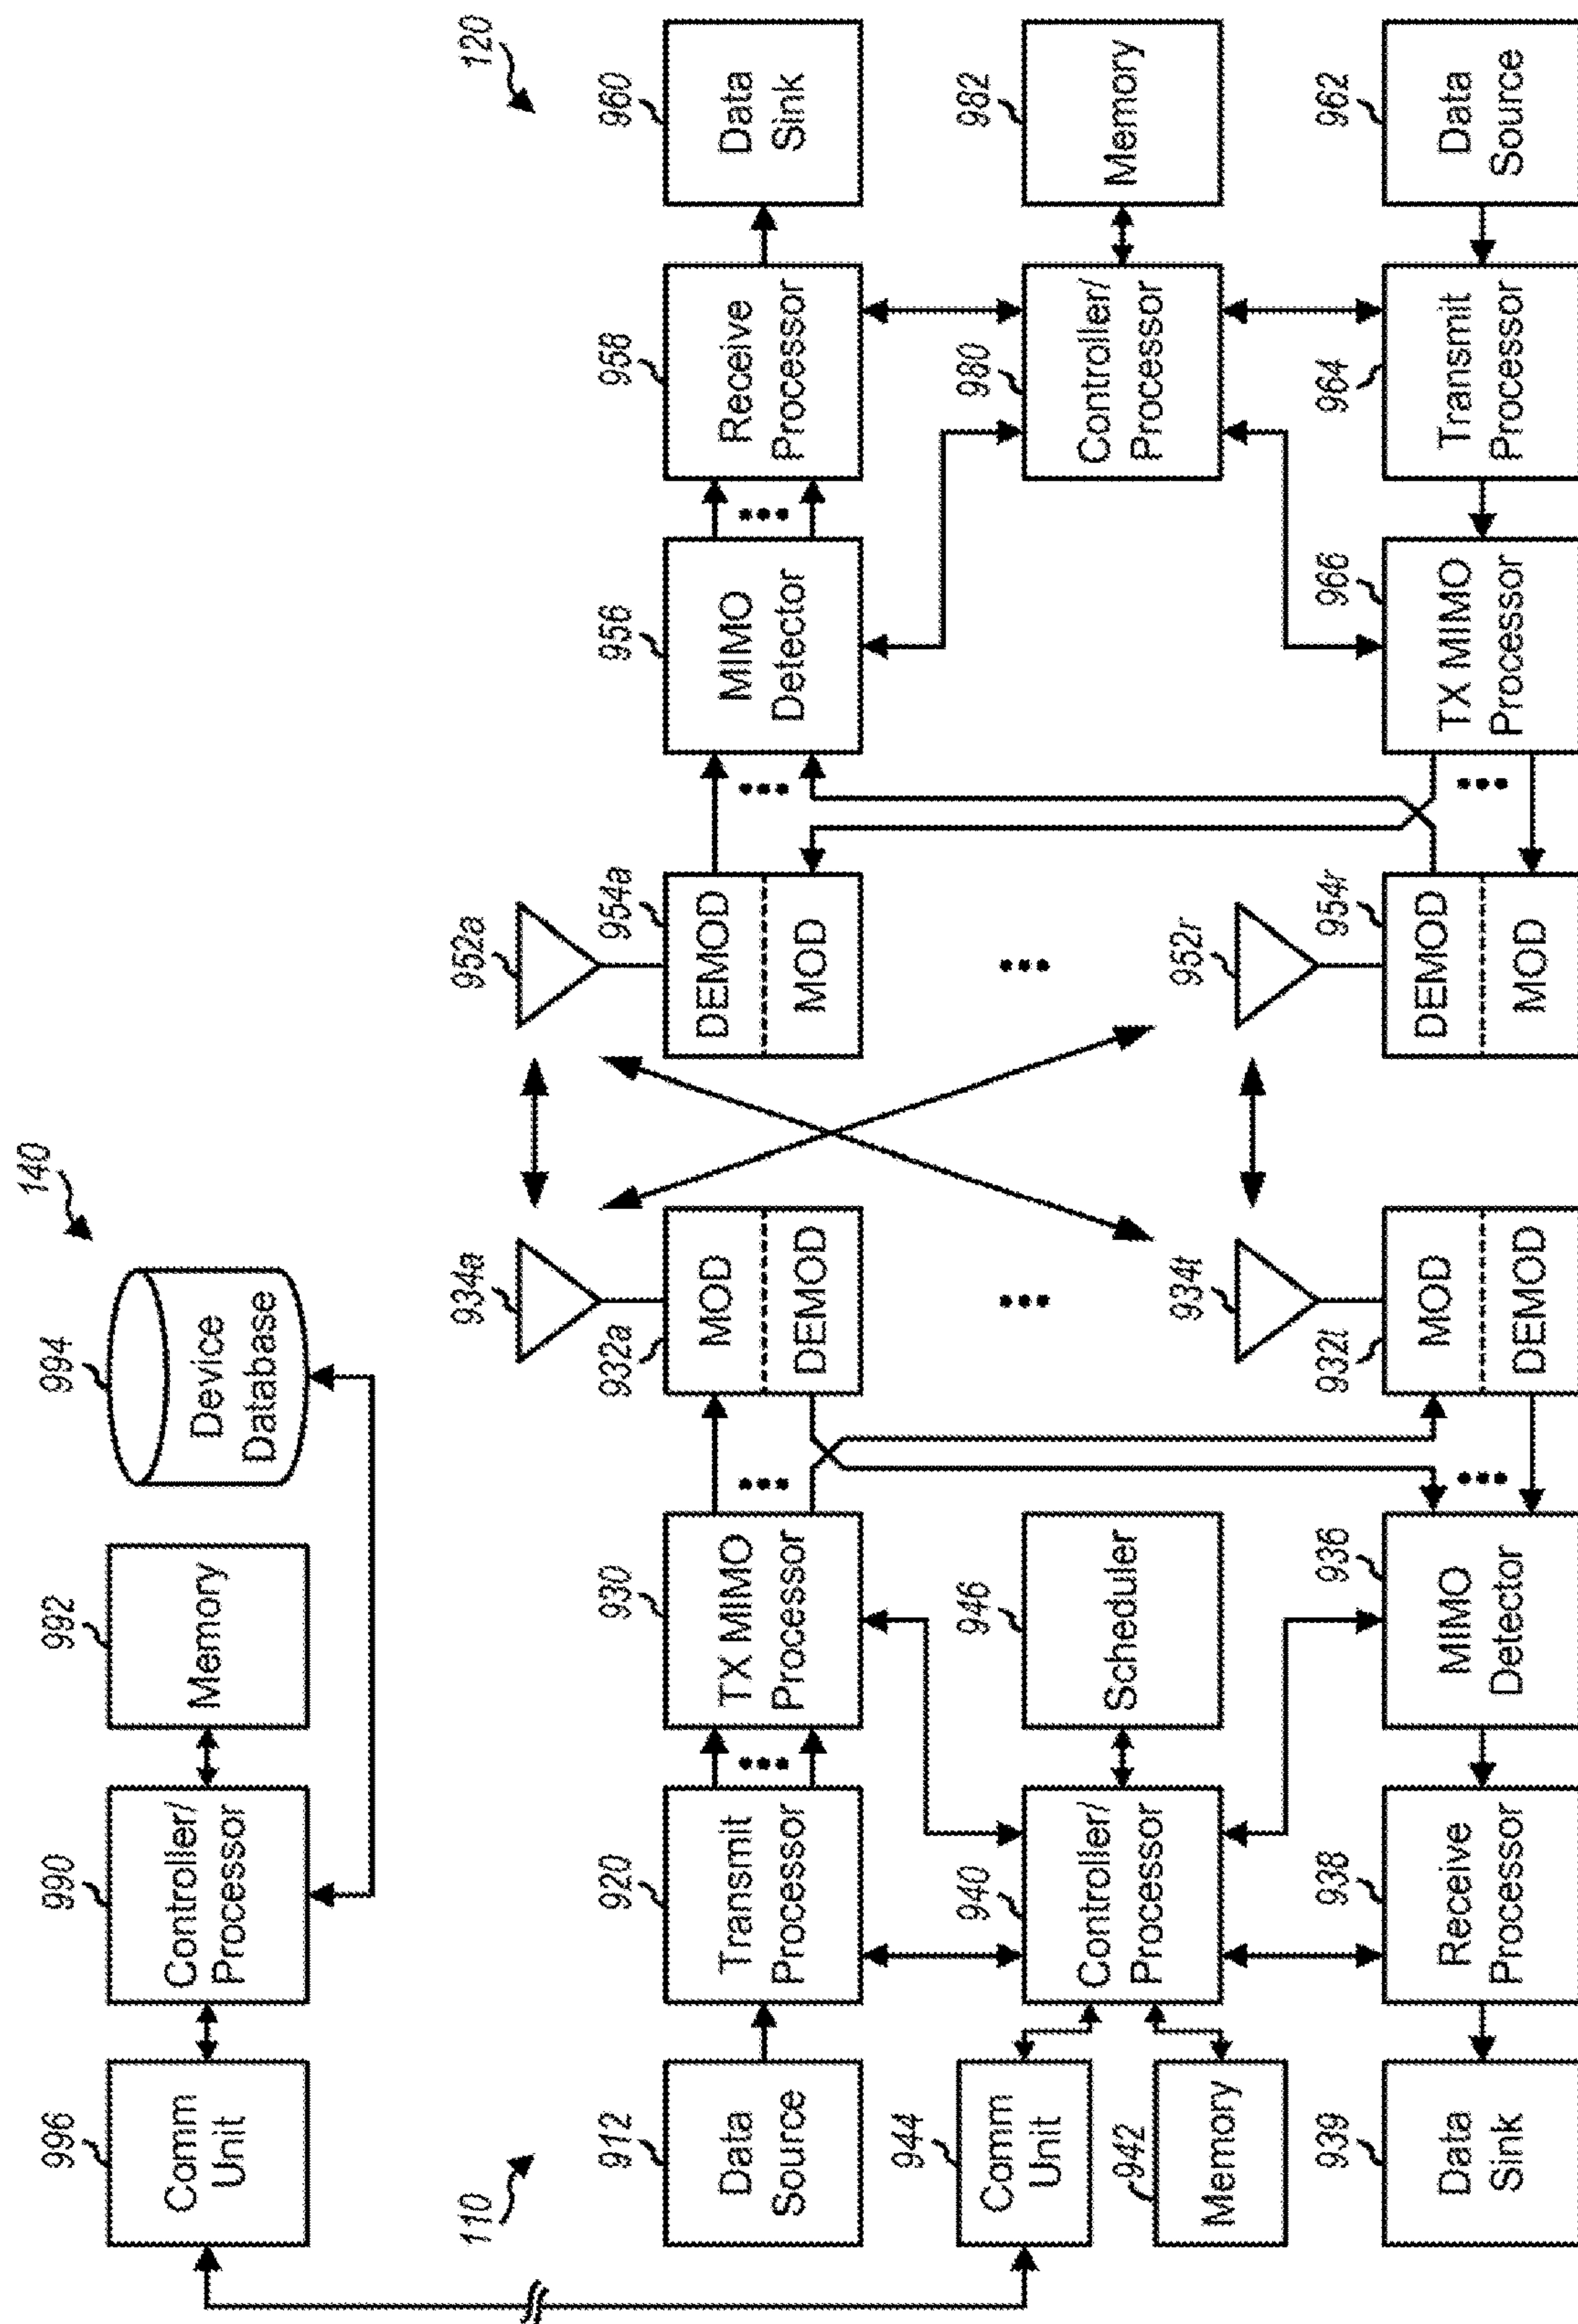 140
996
Comm
Unit
990
Controller/
Processor
992
Memory
994
Device
Database
110
120
912
Data
Source
920
Transmit
Processor
930
TX MIMO
Processor
934a
932a
MOD
DEMOD
952a
954a
DEMOD
MOD
956
MIMO
Detector
958
Receive
Processor
960
Data
Sink
944
Comm
Unit
942
Memory
940
Controller/
Processor
946
Scheduler
980
Controller/
Processor
982
Memory
939
Data
Sink
938
Receive
Processor
936
MIMO
Detector
934t
932t
MOD
DEMOD
952r
954r
DEMOD
MOD
966
TX MIMO
Processor
964
Transmit
Processor
962
Data
Source